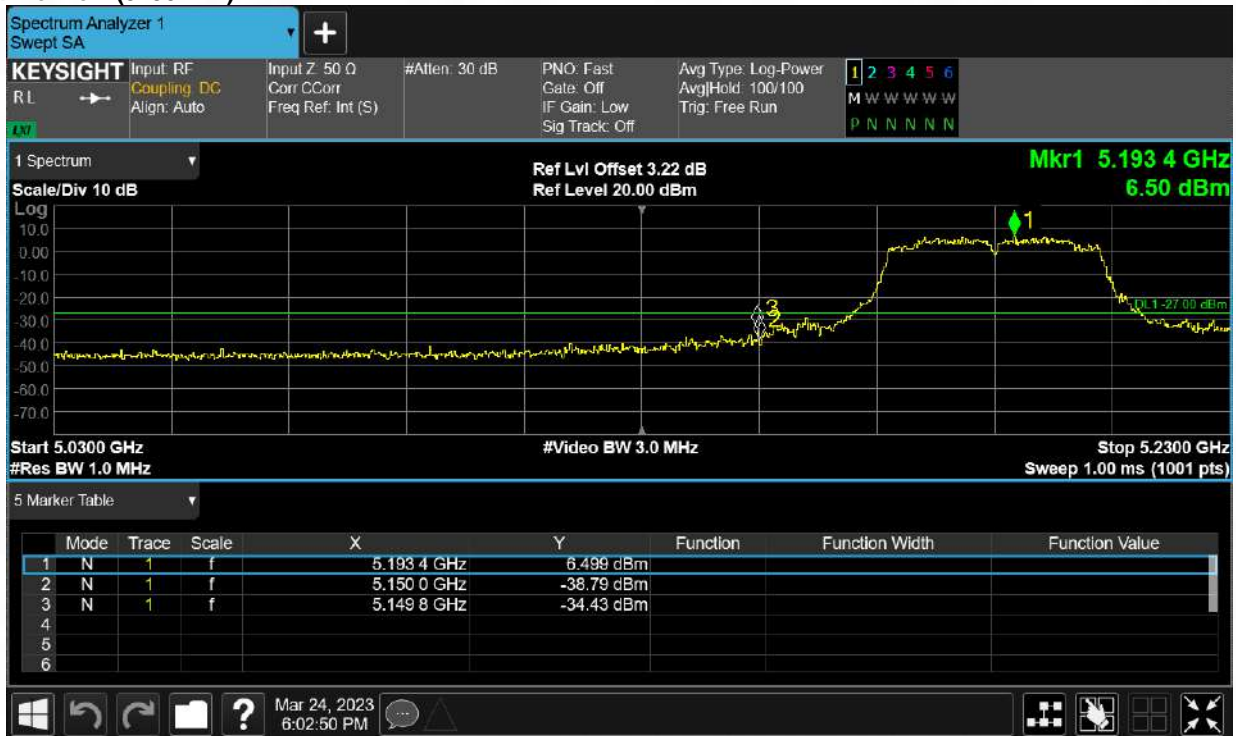 Spectrum Analyzer 1
Swept SA
+
KEYSIGHT Input: RF Input Z: 50 Ω #Atten: 30 dB PNO: Fast Avg Type: Log-Power 1 2 3 4 5 6
RL Coupling: DC Corr CCorr Gate: Off Avg|Hold: 100/100 M W W W W W
Align: Auto Freq Ref: Int (S) IF Gain: Low Trig: Free Run P N N N N N
LXI Sig Track: Off
1 Spectrum Ref Lvl Offset 3.22 dB Mkr1 5.193 4 GHz
Scale/Div 10 dB Ref Level 20.00 dBm 6.50 dBm
Log
1
10.0
0.00
-10.0
-20.0
3
DL1 -27.00 dBm
-30.0
2
-40.0
-50.0
-60.0
-70.0
Start 5.0300 GHz #Video BW 3.0 MHz Stop 5.2300 GHz
#Res BW 1.0 MHz Sweep 1.00 ms (1001 pts)
5 Marker Table
Mode Trace Scale X Y Function Function Width Function Value
1 N 1 f 5.193 4 GHz 6.499 dBm
2 N 1 f 5.150 0 GHz -38.79 dBm
3 N 1 f 5.149 8 GHz -34.43 dBm
4
5
6
? Mar 24, 2023
6:02:50 PM